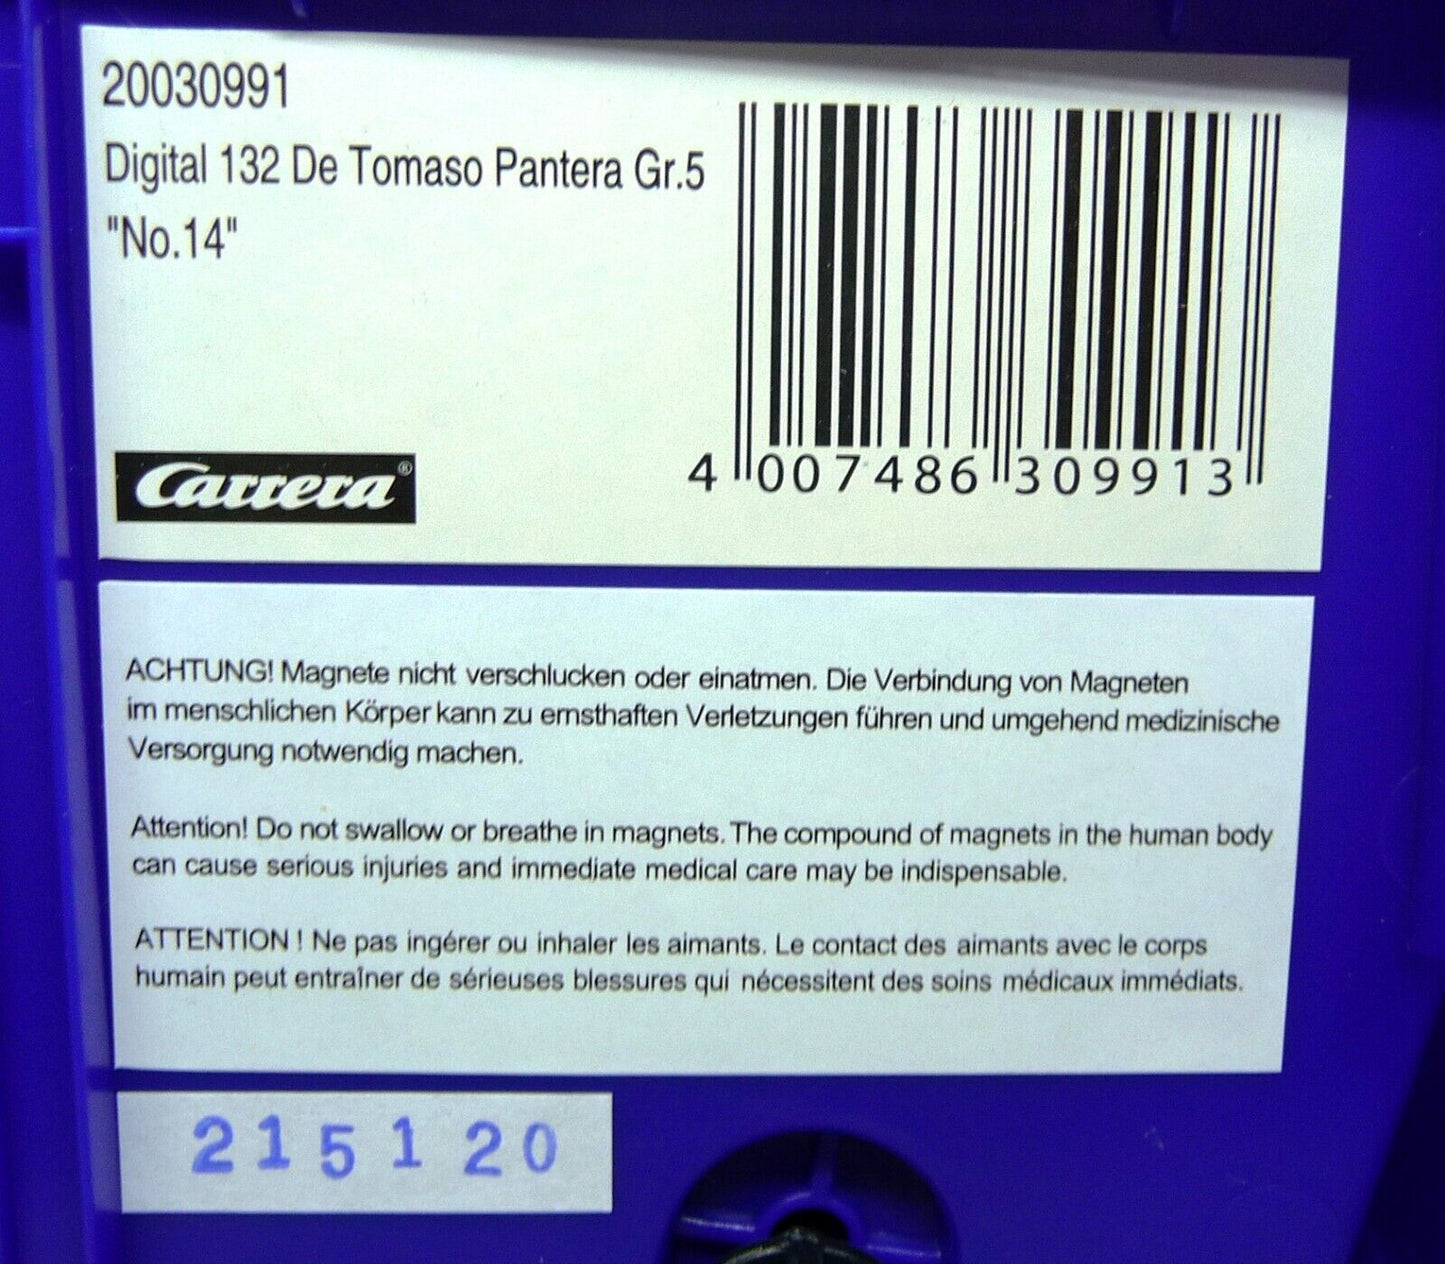 20030991
Digital 132 De Tomaso Pantera Gr.5
"No.14"
Carrera®
4 007486 309913
ACHTUNG! Magnete nicht verschlucken oder einatmen. Die Verbindung von Magneten
im menschlichen Körper kann zu ernsthaften Verletzungen führen und umgehend medizinische
Versorgung notwendig machen.
Attention! Do not swallow or breathe in magnets. The compound of magnets in the human body
can cause serious injuries and immediate medical care may be indispensable.
ATTENTION ! Ne pas ingérer ou inhaler les aimants. Le contact des aimants avec le corps
humain peut entraîner de sérieuses blessures qui nécessitent des soins médicaux immédiats.
215120